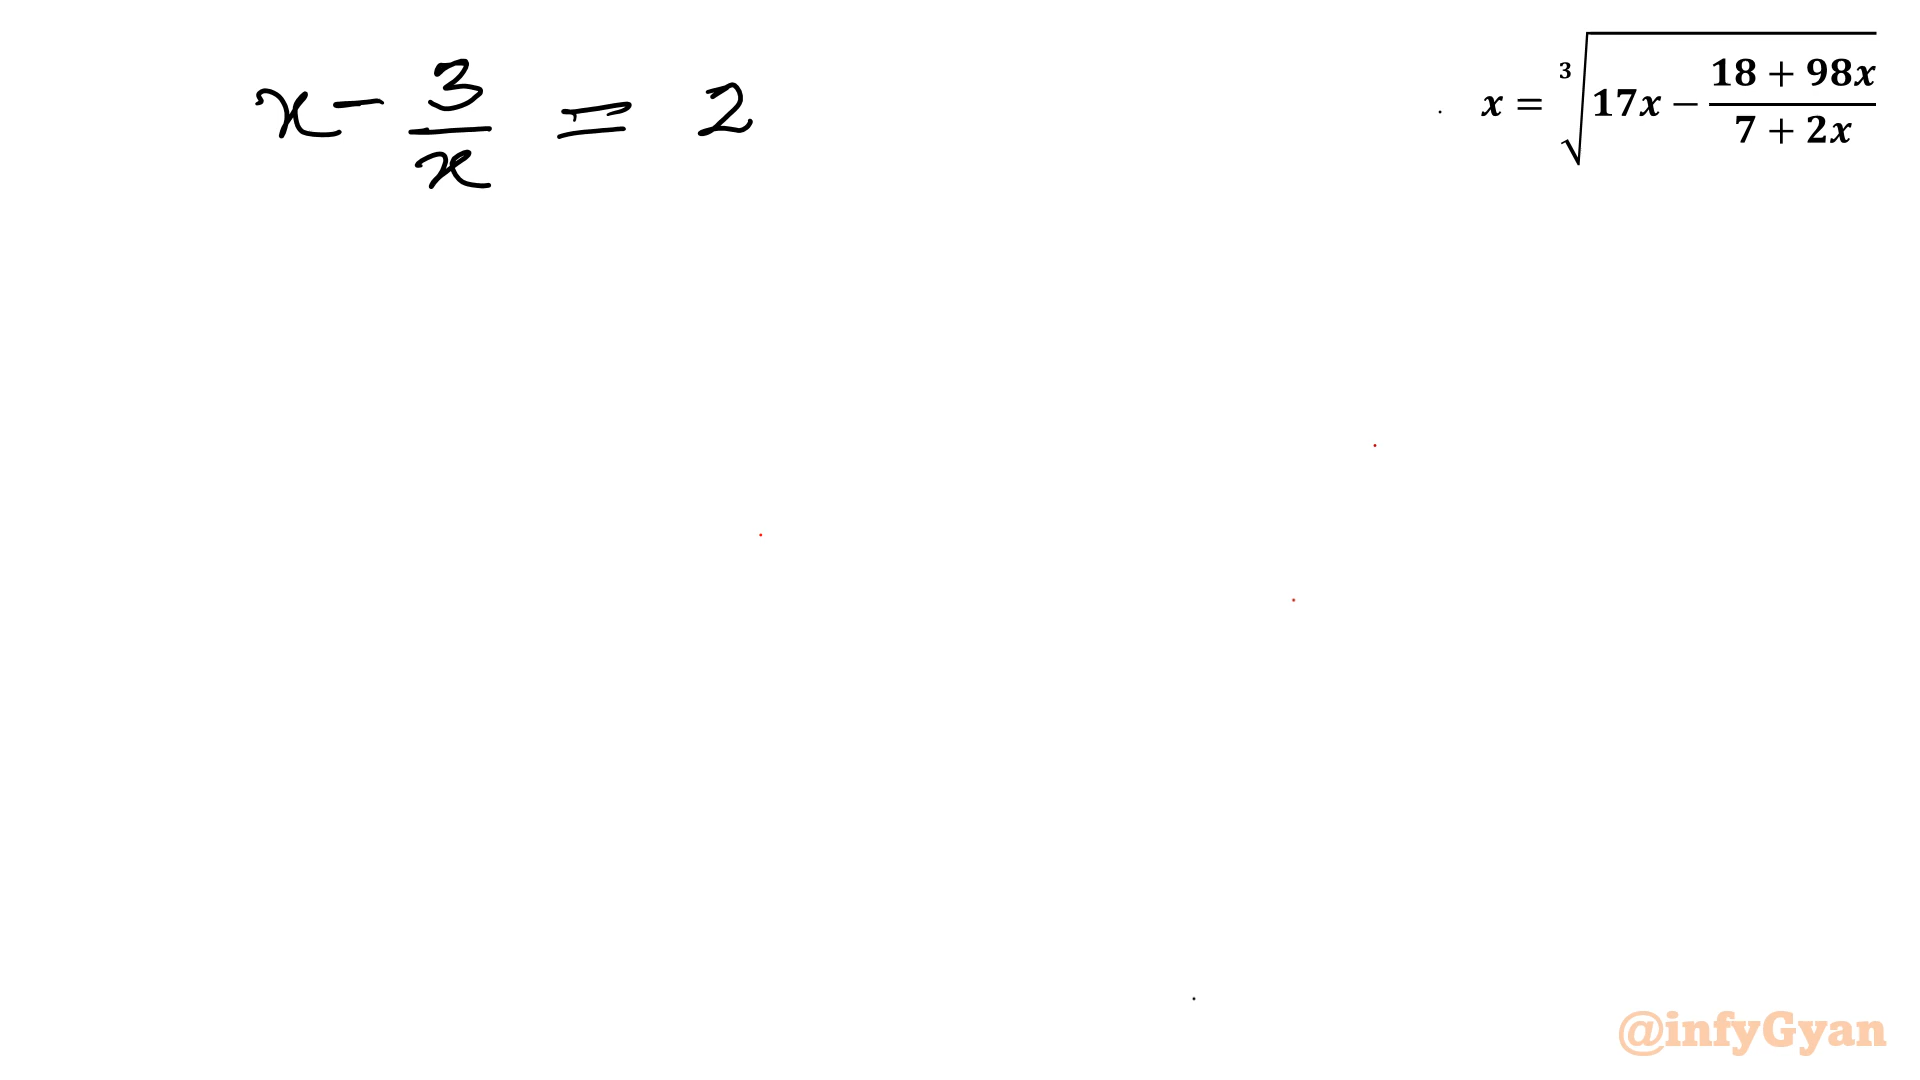 x - 3/x = 2
x = ∛(17x − (18 + 98x)/(7 + 2x))
@infyGyan